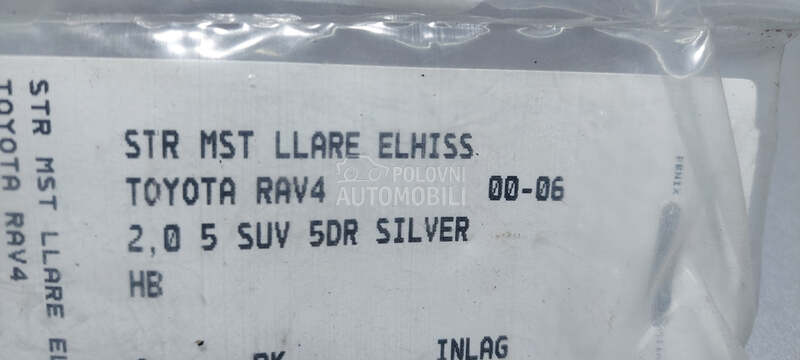 STR MST LLARE ELHISS
TOYOTA RAV4 00-06
2,0 5 SUV 5DR SILVER
HB
INLAG
STR MST LLARE EL
TOYOTA RAV4
POLOVNI
AUTOMOBILI
FENIX